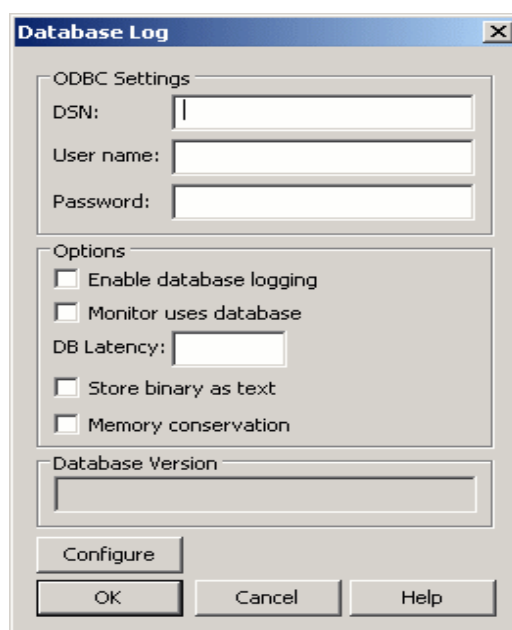 Database Log
ODBC Settings
DSN:
User name:
Password:
Options
Enable database logging
Monitor uses database
DB Latency:
Store binary as text
Memory conservation
Database Version
Configure
OK Cancel Help